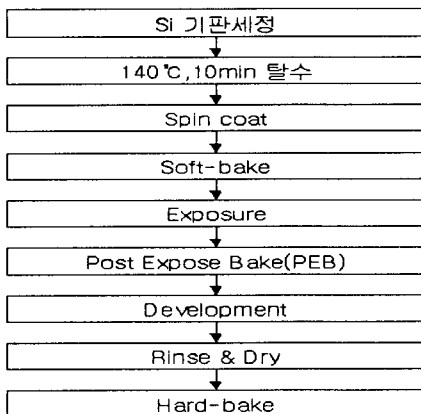 Si 기판세정
140℃,10min 탈수
Spin coat
Soft-bake
Exposure
Post Expose Bake(PEB)
Development
Rinse & Dry
Hard-bake